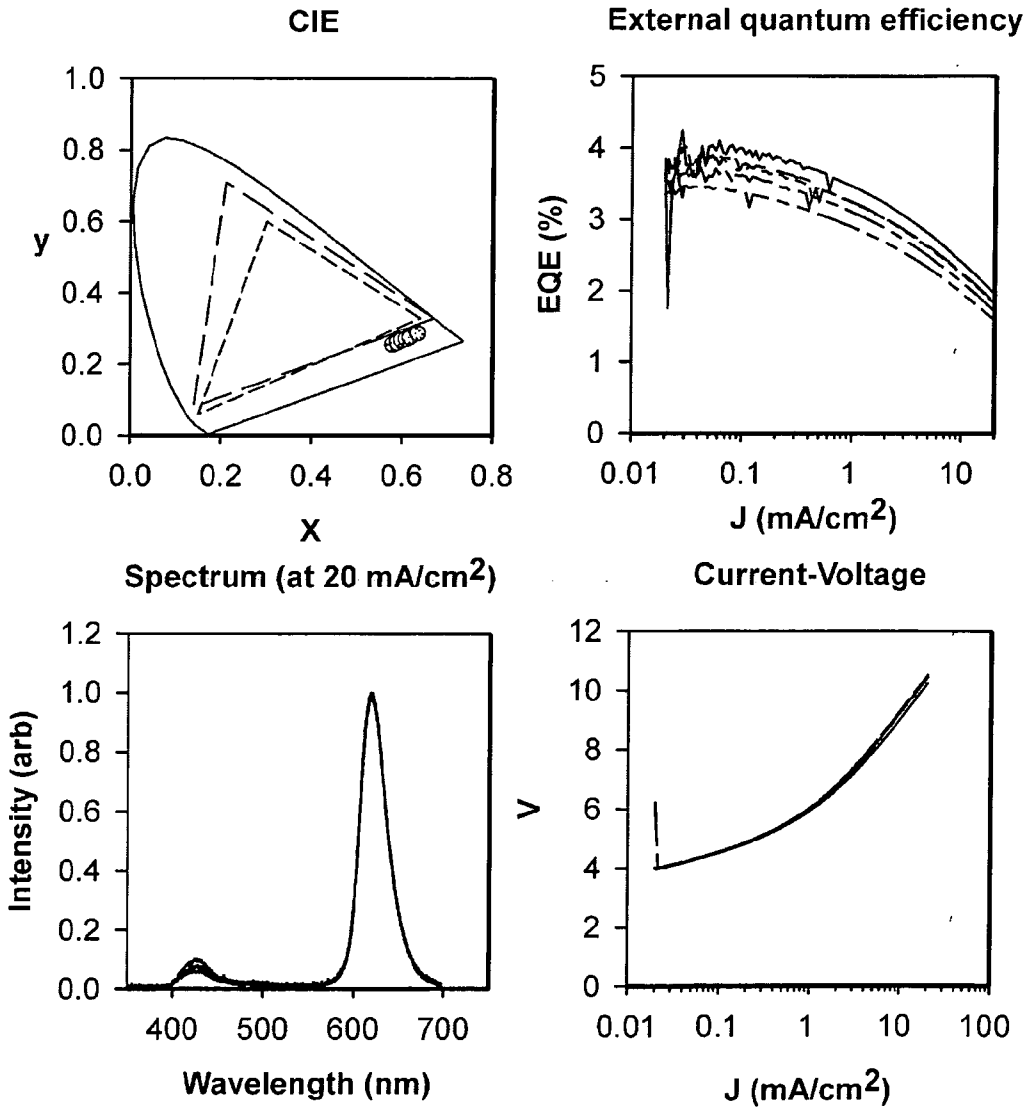 CIE
1.0
0.8
0.6
y
0.4
0.2
0.0
0.0 0.2 0.4 0.6 0.8
X
External quantum efficiency
5
4
3
2
1
0
EQE (%)
0.01 0.1 1 10
J (mA/cm2)
Spectrum (at 20 mA/cm2)
1.2
1.0
0.8
0.6
0.4
0.2
0.0
Intensity (arb)
400 500 600 700
Wavelength (nm)
Current-Voltage
12
10
8
6
4
2
0
V
0.01 0.1 1 10 100
J (mA/cm2)